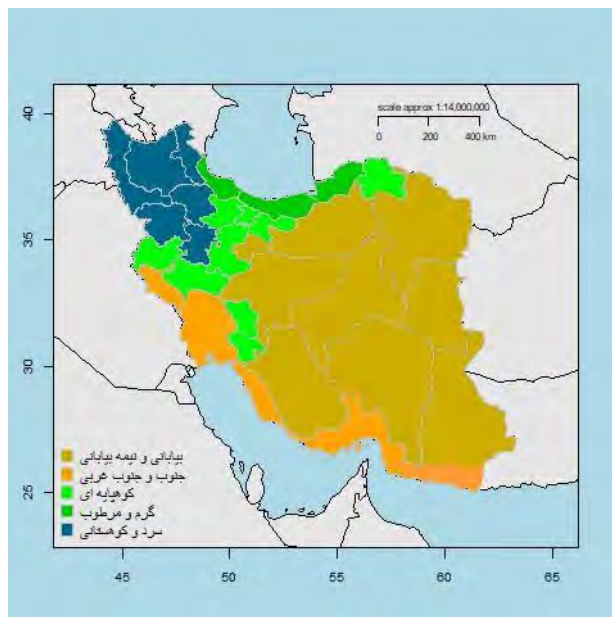 scale approx 1:14,000,000
0 200 400 km
40
35
30
25
بیابانی و نیمه بیابانی
جنوب و جنوب غربی
کوهپایه ای
گرم و مرطوب
سرد و کوهستانی
45 50 55 60 65